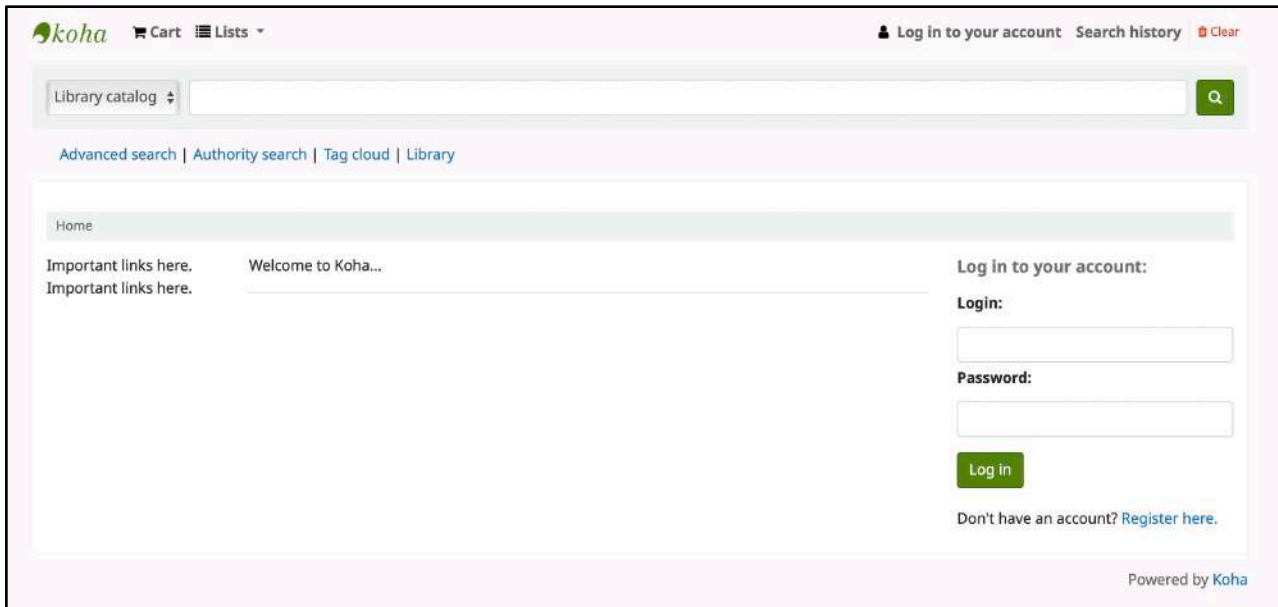 koha Cart Lists Log in to your account Search history Clear
Library catalog
Advanced search | Authority search | Tag cloud | Library
Home
Important links here.
Important links here.
Welcome to Koha...
Log in to your account:
Login:
Password:
Log in
Don't have an account? Register here.
Powered by Koha